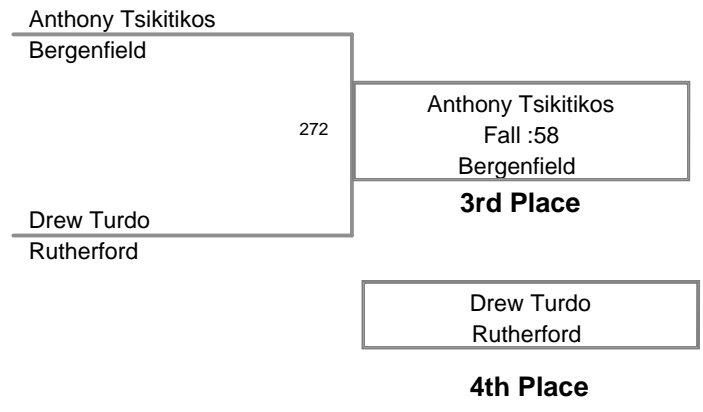 Anthony Tsikitikos
Bergenfield
272
Anthony Tsikitikos
Fall :58
Bergenfield
3rd Place
Drew Turdo
Rutherford
Drew Turdo
Rutherford
4th Place